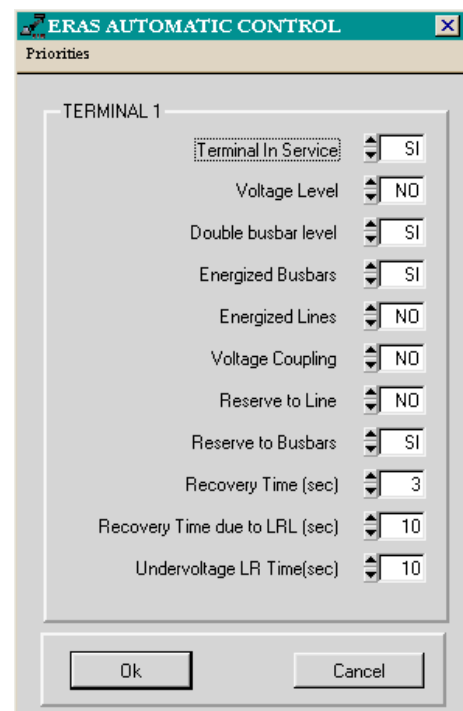 ERAS AUTOMATIC CONTROL
Priorities
TERMINAL 1
Terminal In Service SI
Voltage Level NO
Double busbar level SI
Energized Busbars SI
Energized Lines NO
Voltage Coupling NO
Reserve to Line NO
Reserve to Busbars SI
Recovery Time (sec) 3
Recovery Time due to LRL (sec) 10
Undervoltage LR Time(sec) 10
Ok Cancel